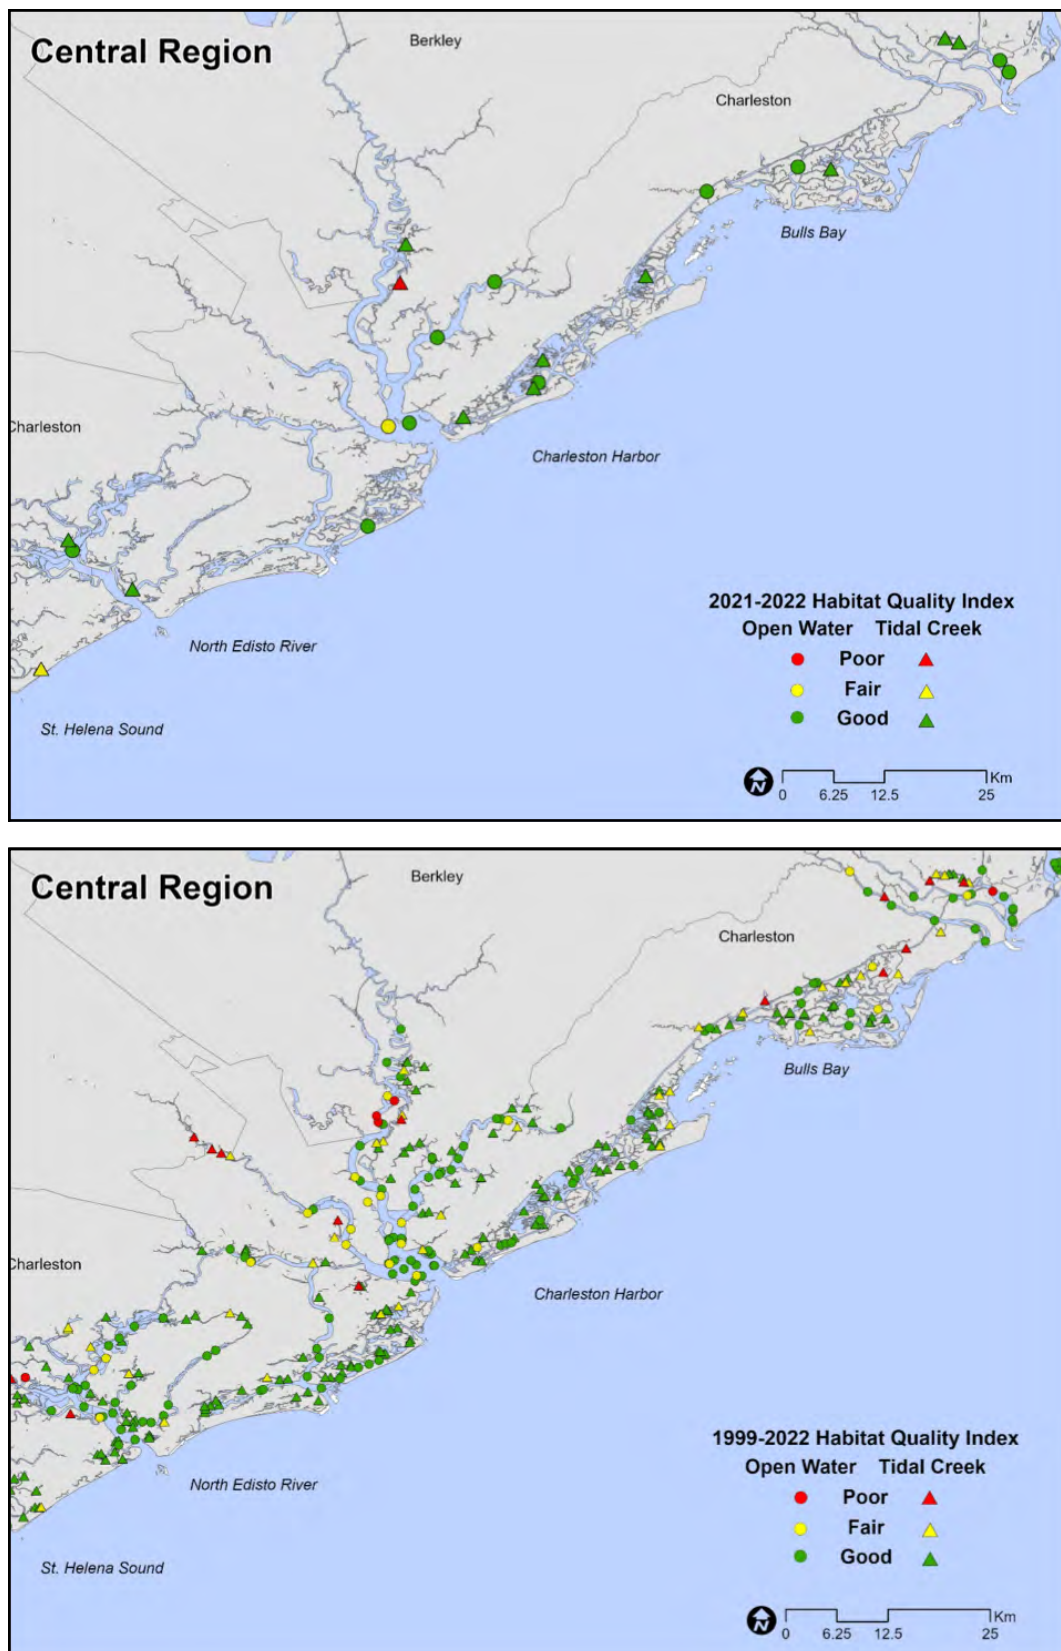 Central Region
Berkley
Charleston
Bulls Bay
Charleston
Charleston Harbor
North Edisto River
St. Helena Sound
2021-2022 Habitat Quality Index
Open Water Tidal Creek
Poor
Fair
Good
N
Km
0 6.25 12.5 25
Central Region
Berkley
Charleston
Bulls Bay
Charleston
Charleston Harbor
North Edisto River
St. Helena Sound
1999-2022 Habitat Quality Index
Open Water Tidal Creek
Poor
Fair
Good
N
Km
0 6.25 12.5 25